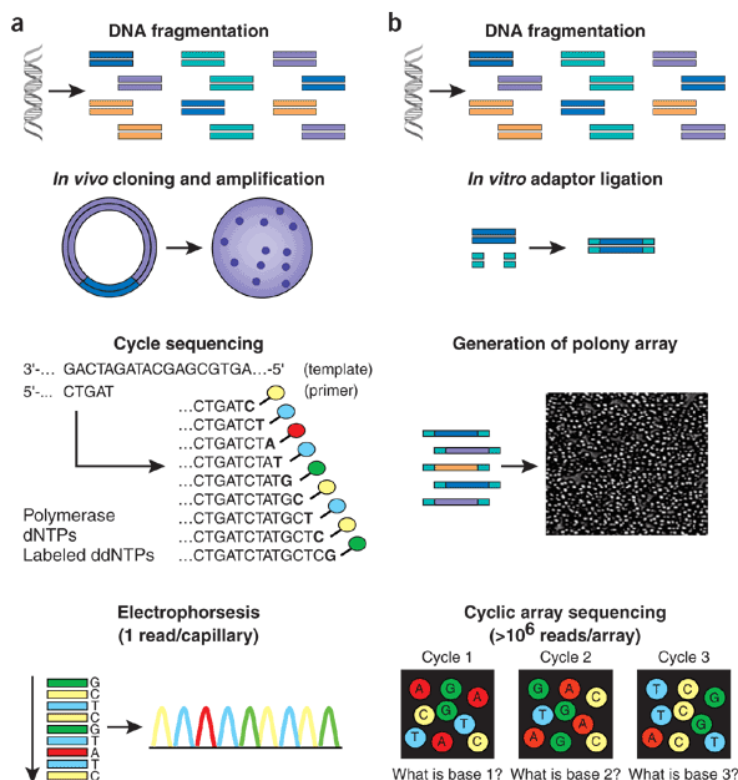 a
DNA fragmentation
In vivo cloning and amplification
Cycle sequencing
3'-... GACTAGATACGAGCGTGA...-5' (template)
5'-... CTGAT (primer)
...CTGATC
...CTGATCT
...CTGATCTA
...CTGATCTAT
...CTGATCTATG
...CTGATCTATGC
...CTGATCTATGCT
...CTGATCTATGCTC
...CTGATCTATGCTCG
Polymerase
dNTPs
Labeled ddNTPs
Electrophorsesis
(1 read/capillary)
G
C
T
C
G
T
A
T
C
b
DNA fragmentation
In vitro adaptor ligation
Generation of polony array
Cyclic array sequencing
(>10⁶ reads/array)
Cycle 1
A G A
C G T
T A C
What is base 1?
Cycle 2
G A C
T G A
A G C
What is base 2?
Cycle 3
T C G
T C
A C T
What is base 3?